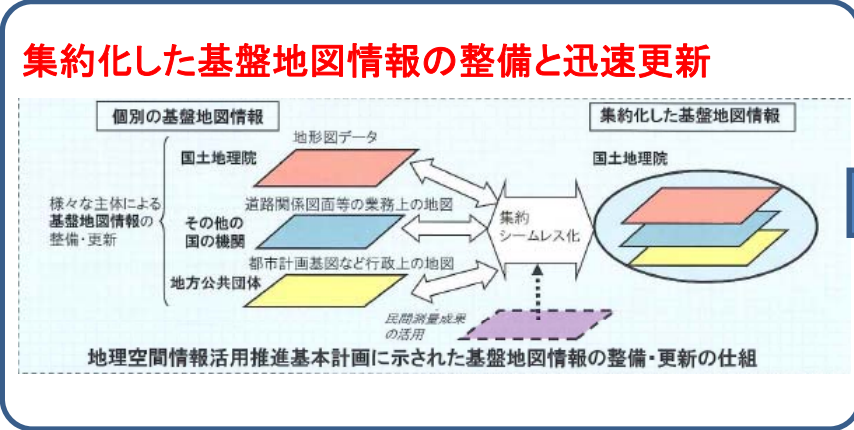 集約化した基盤地図情報の整備と迅速更新
個別の基盤地図情報
集約化した基盤地図情報
地形図データ
国土地理院
国土地理院
様々な主体による
基盤地図情報の
整備・更新
道路関係図面等の業務上の地図
その他の
国の機関
集約
シームレス化
都市計画基図など行政上の地図
地方公共団体
民間測量成果
の活用
地理空間情報活用推進基本計画に示された基盤地図情報の整備・更新の仕組